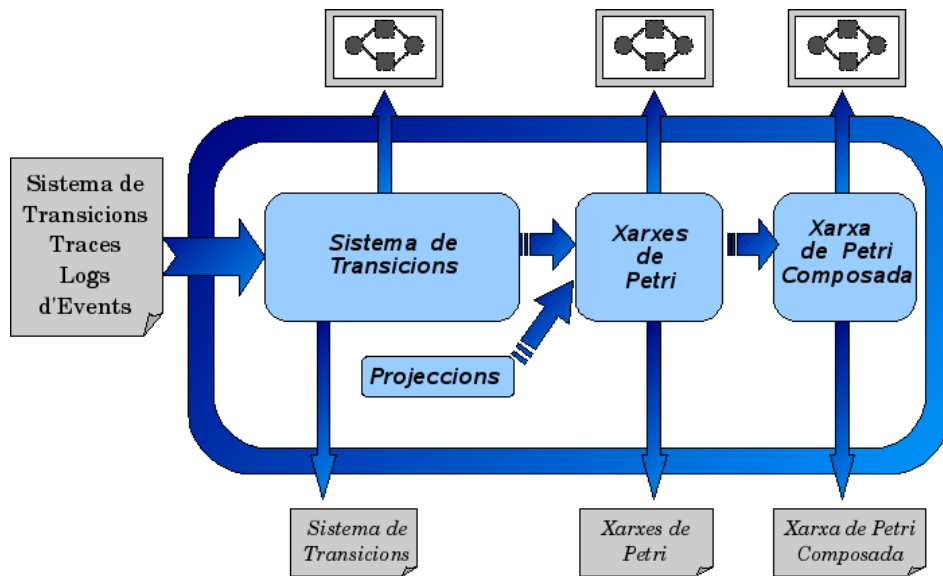 Sistema de
Transicions
Traces
Logs
d'Events
Sistema de
Transicions
Xarxes
de
Petri
Xarxa
de Petri
Composada
Projeccions
Sistema de
Transicions
Xarxes de
Petri
Xarxa de Petri
Composada